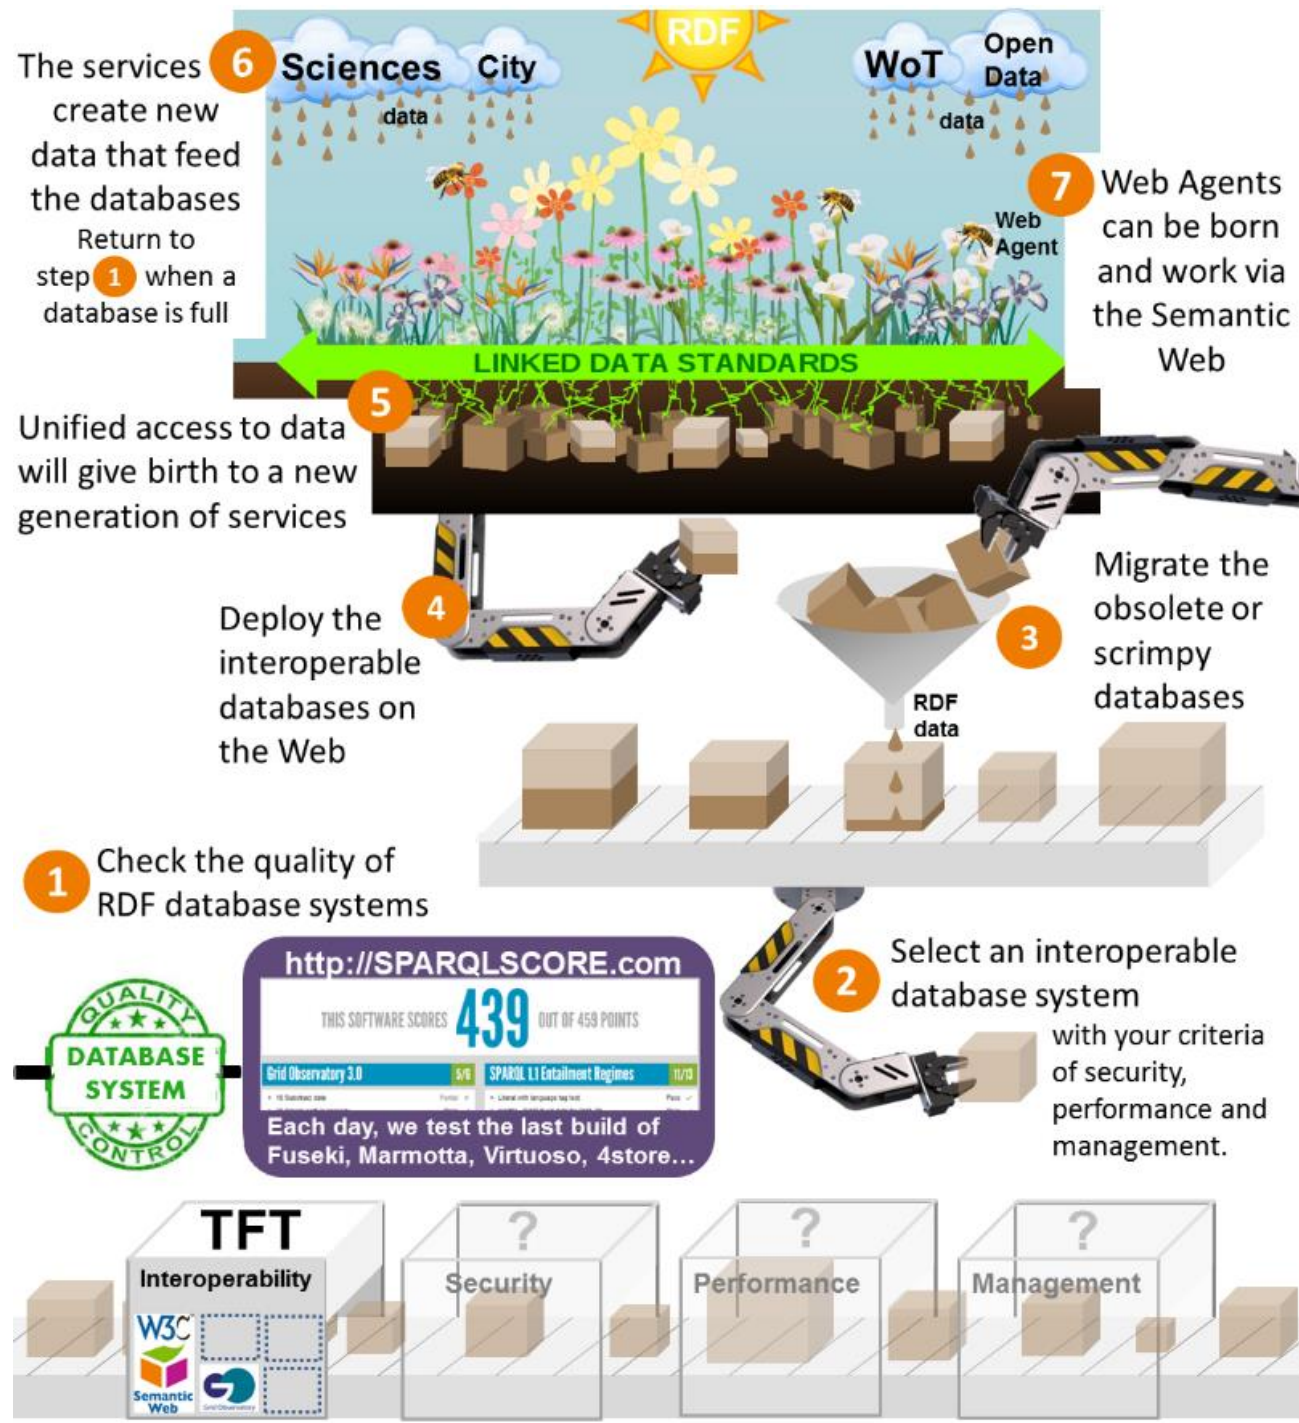 RDF
Sciences
City
data
WoT
Open
Data
data
6
The services
create new
data that feed
the databases
Return to
step 1 when a
database is full
7
Web Agents
can be born
and work via
the Semantic
Web
Web
Agent
LINKED DATA STANDARDS
5
Unified access to data
will give birth to a new
generation of services
4
Deploy the
interoperable
databases on
the Web
3
Migrate the
obsolete or
scrimpy
databases
RDF
data
1
Check the quality of
RDF database systems
QUALITY
DATABASE
SYSTEM
CONTROL
http://SPARQLSCORE.com
THIS SOFTWARE SCORES 439 OUT OF 459 POINTS
Grid Observatory 3.0 5/6
SPARQL 1.1 Entailment Regimes 11/13
Each day, we test the last build of
Fuseki, Marmotta, Virtuoso, 4store...
2
Select an interoperable
database system
with your criteria
of security,
performance and
management.
TFT
Interoperability
W3C
Semantic
Web
Grid Observatory
?
Security
?
Performance
?
Management